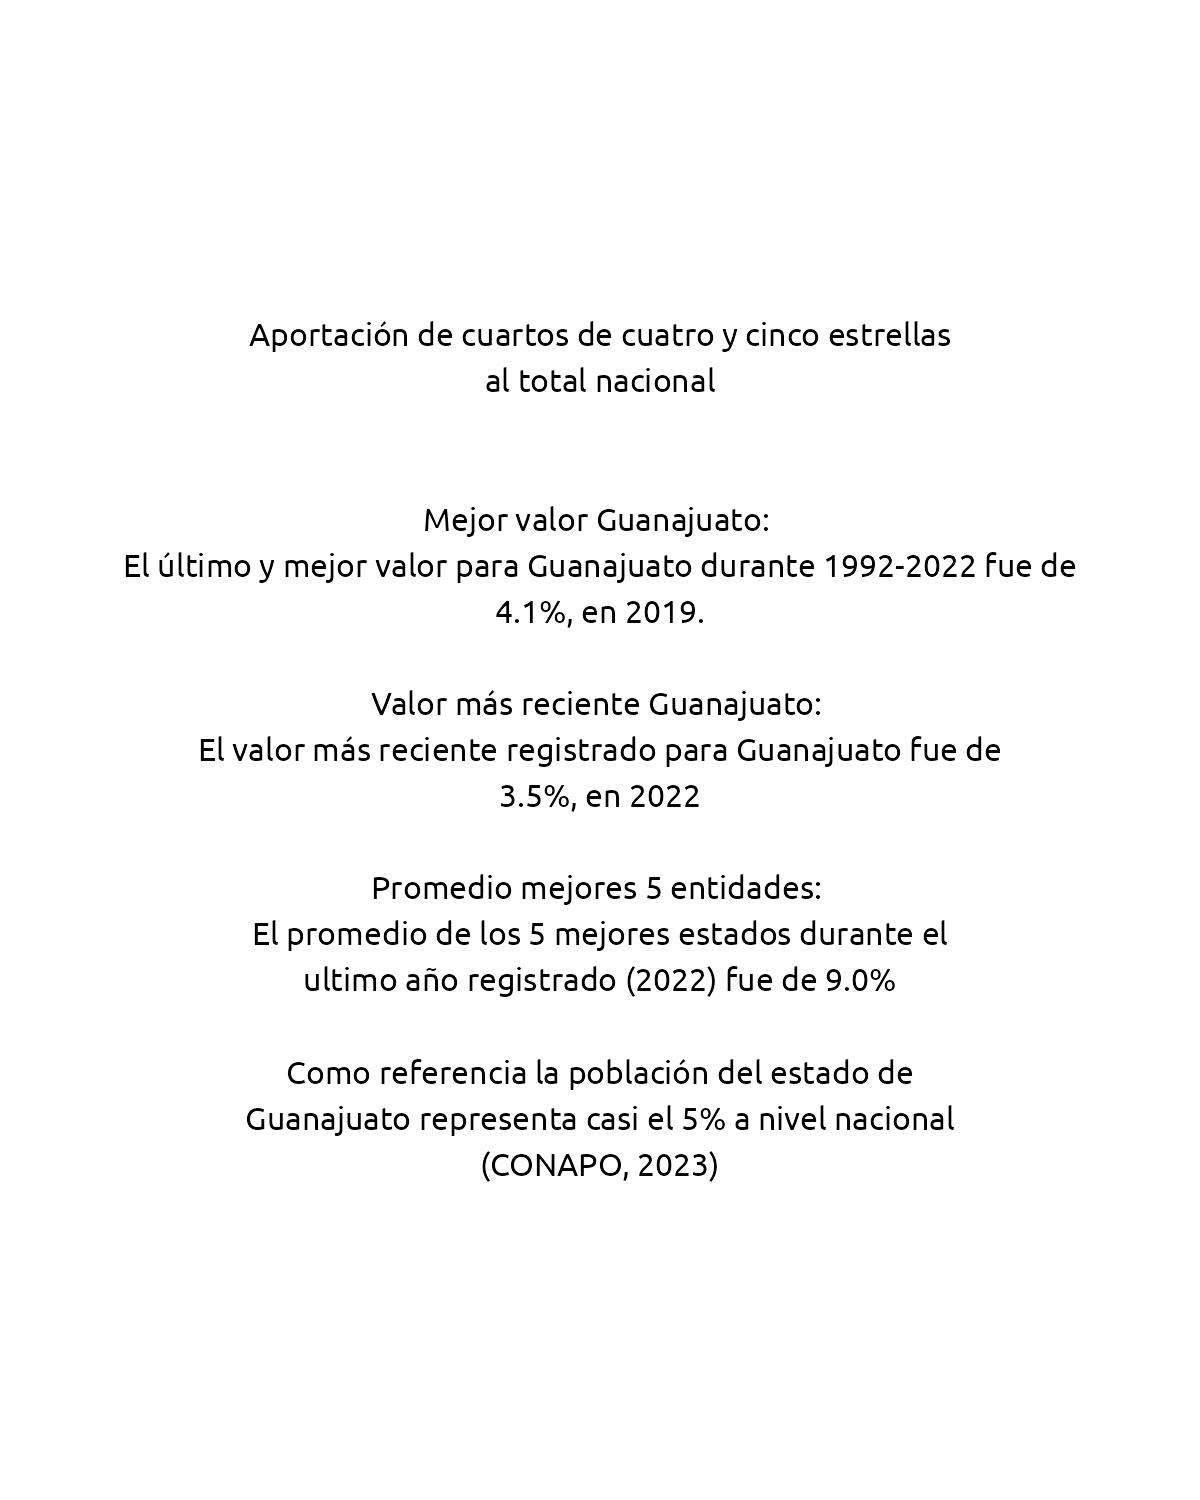 Aportación de cuartos de cuatro y cinco estrellas
al total nacional
Mejor valor Guanajuato:
El último y mejor valor para Guanajuato durante 1992-2022 fue de
4.1%, en 2019.
Valor más reciente Guanajuato:
El valor más reciente registrado para Guanajuato fue de
3.5%, en 2022
Promedio mejores 5 entidades:
El promedio de los 5 mejores estados durante el
ultimo año registrado (2022) fue de 9.0%
Como referencia la población del estado de
Guanajuato representa casi el 5% a nivel nacional
(CONAPO, 2023)